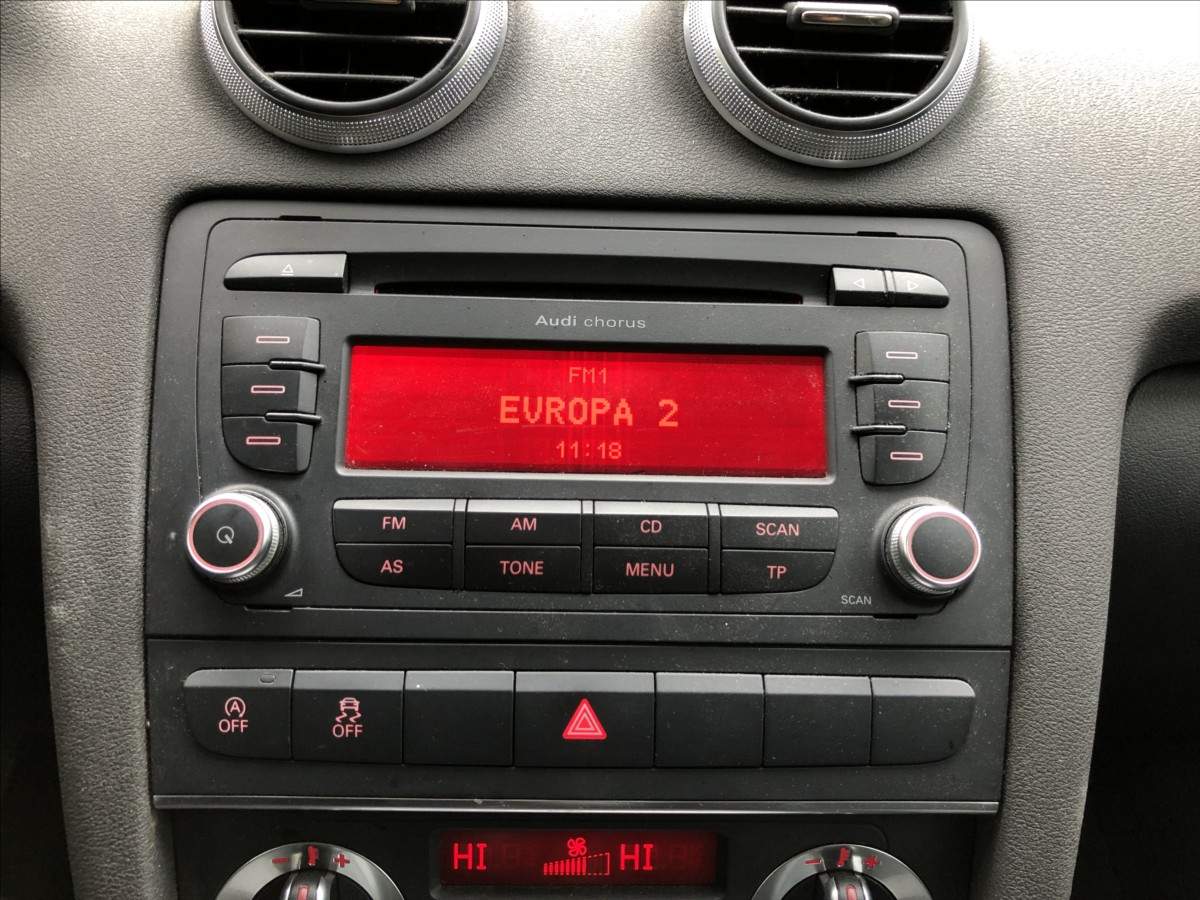 Audi chorus
FM1
EVROPA 2
11:18
FM AM CD SCAN
AS TONE MENU TP
SCAN
A
OFF OFF
HI HI
- + - +